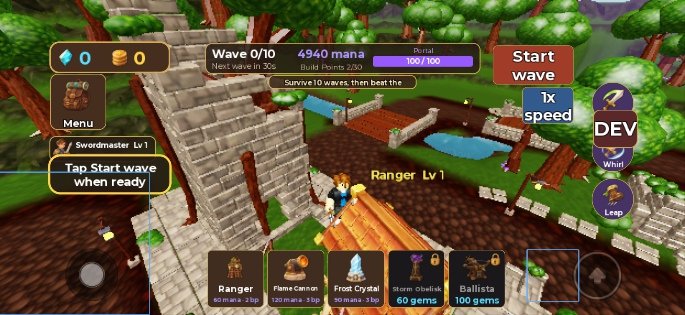 0
0
Wave 0/10
4940 mana
Portal
Next wave in 30s
Build Points 2/30
100 / 100
Survive 10 waves, then beat the
Start
wave
1x
speed
Menu
DEV
Whirl
Leap
Swordmaster Lv 1
Tap Start wave
when ready
Ranger Lv 1
Ranger
60 mana · 2 bp
Flame Cannon
120 mana · 3 bp
Frost Crystal
90 mana · 3 bp
Storm Obelisk
60 gems
Ballista
100 gems